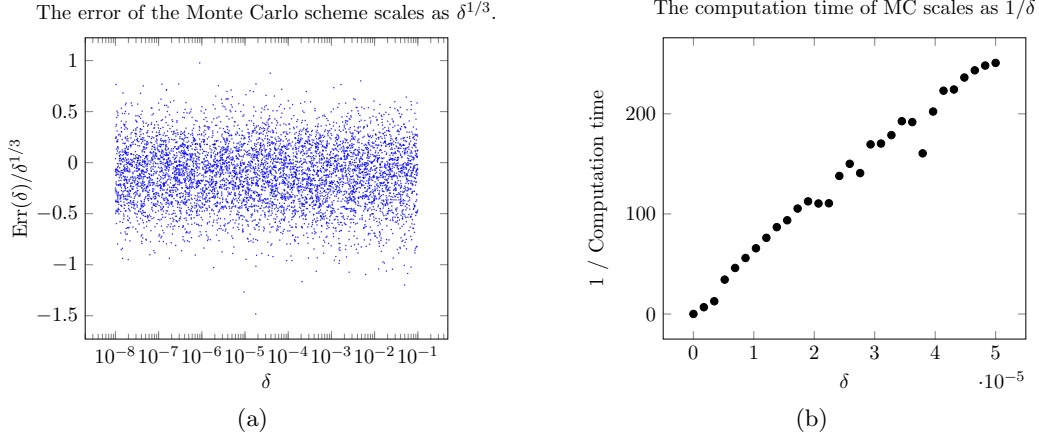 The error of the Monte Carlo scheme scales as δ^{1/3}.
1
0.5
0
−0.5
−1
−1.5
Err(δ)/δ^{1/3}
10^{−8} 10^{−7} 10^{−6} 10^{−5} 10^{−4} 10^{−3} 10^{−2} 10^{−1}
δ
(a)
The computation time of MC scales as 1/δ
200
100
0
1 / Computation time
0 1 2 3 4 5
δ
·10^{−5}
(b)